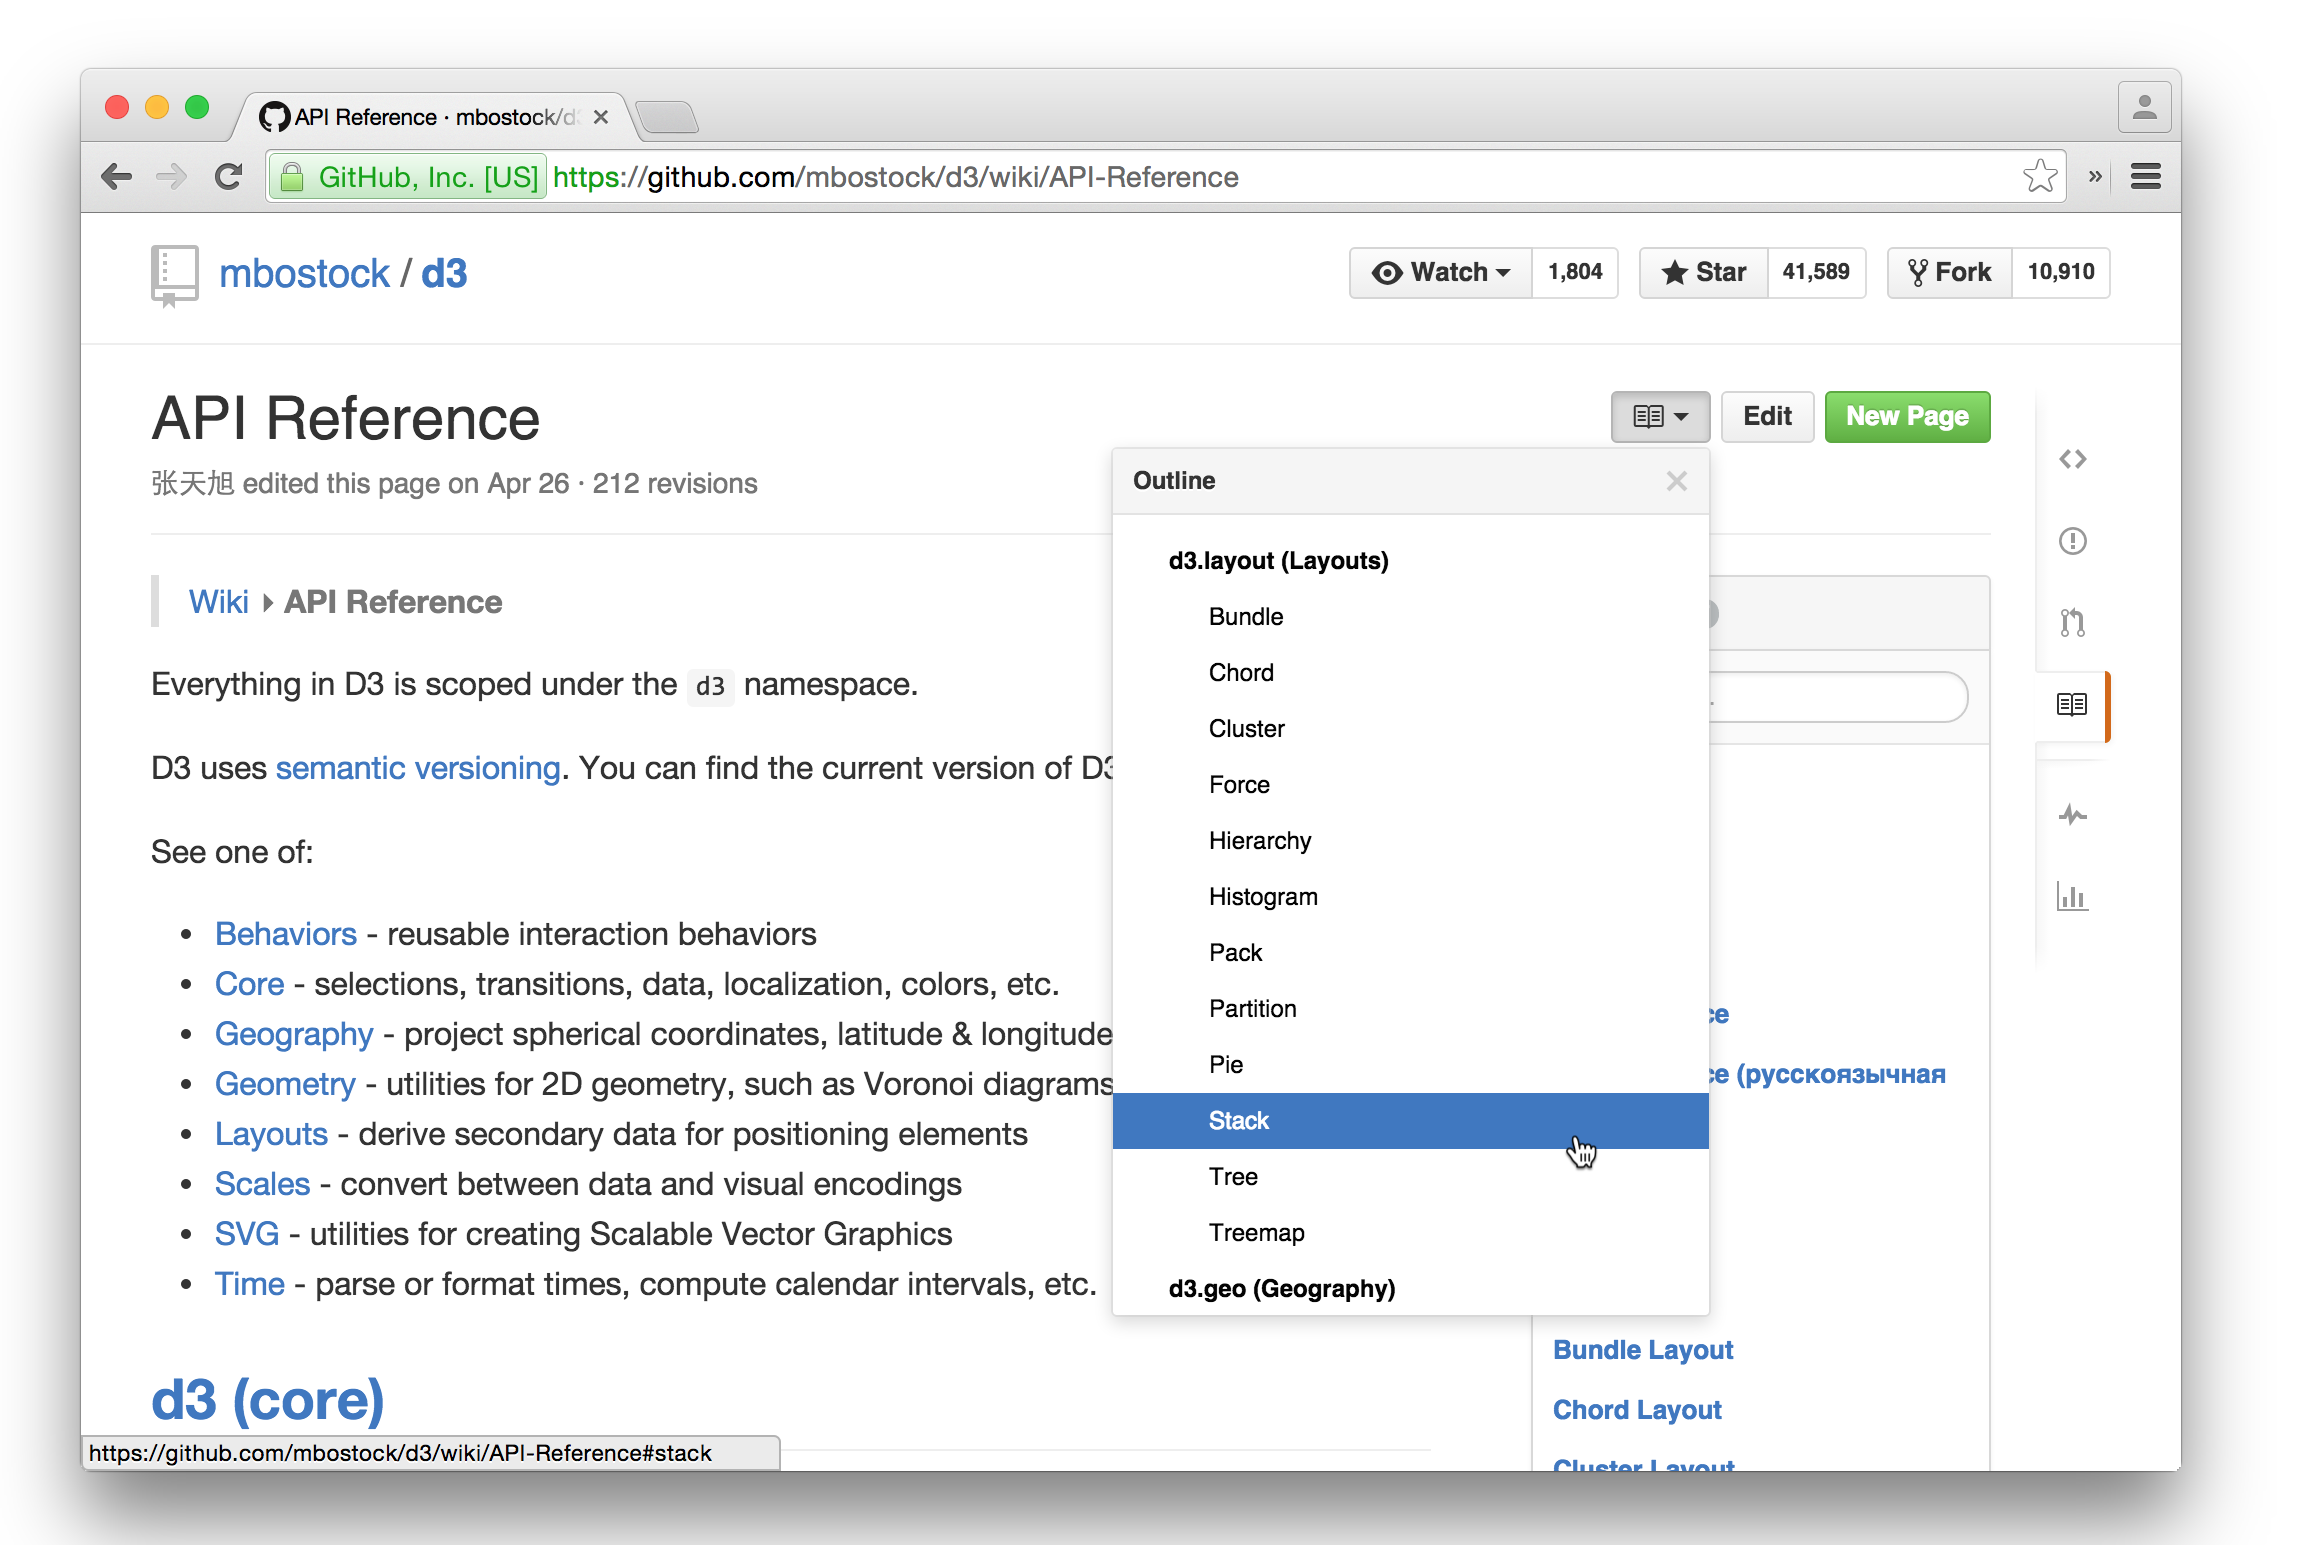 API Reference · mbostock/d3
GitHub, Inc. [US] https://github.com/mbostock/d3/wiki/API-Reference
mbostock / d3
Watch 1,804 Star 41,589 Fork 10,910
API Reference
Edit New Page
张天旭 edited this page on Apr 26 · 212 revisions
Wiki API Reference
Everything in D3 is scoped under the d3 namespace.
D3 uses semantic versioning. You can find the current version of D3
See one of:
• Behaviors - reusable interaction behaviors
• Core - selections, transitions, data, localization, colors, etc.
• Geography - project spherical coordinates, latitude & longitude
• Geometry - utilities for 2D geometry, such as Voronoi diagrams
• Layouts - derive secondary data for positioning elements
• Scales - convert between data and visual encodings
• SVG - utilities for creating Scalable Vector Graphics
• Time - parse or format times, compute calendar intervals, etc.
d3 (core)
https://github.com/mbostock/d3/wiki/API-Reference#stack
Outline
d3.layout (Layouts)
Bundle
Chord
Cluster
Force
Hierarchy
Histogram
Pack
Partition
Pie
Stack
Tree
Treemap
d3.geo (Geography)
(русскоязычная
Bundle Layout
Chord Layout
Cluster Layout